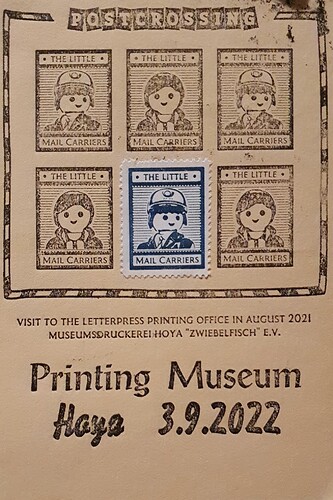 POSTCROSSING
• THE LITTLE • • THE LITTLE • • THE LITTLE •
MAIL CARRIERS MAIL CARRIERS MAIL CARRIERS
• THE LITTLE • • THE LITTLE • • THE LITTLE •
MAIL CARRIERS MAIL CARRIERS MAIL CARRIERS
VISIT TO THE LETTERPRESS PRINTING OFFICE IN AUGUST 2021
MUSEUMSDRUCKEREI HOYA "ZWIEBELFISCH" E.V.
Printing Museum
Hoya 3.9.2022